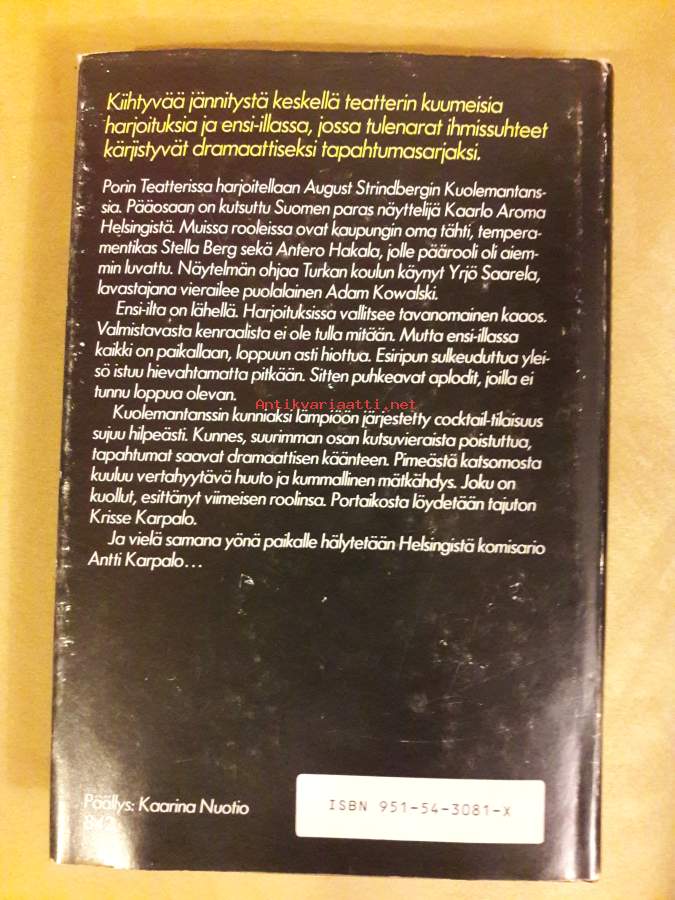 Kiihtyvää jännitystä keskellä teatterin kuumeisia
harjoituksia ja ensi-illassa, jossa tulenarat ihmissuhteet
kärjistyvät dramaattiseksi tapahtumasarjaksi.
Porin Teatterissa harjoitellaan August Strindbergin Kuolemantans-
sia. Pääosaan on kutsuttu Suomen paras näyttelijä Kaarlo Aroma
Helsingistä. Muissa rooleissa ovat kaupungin oma tähti, tempera-
mentikas Stella Berg sekä Antero Hakala, jolle päärooli oli aiem-
min luvattu. Näytelmän ohjaa Turkan koulun käynyt Yrjö Saarela,
lavastajana vierailee puolalainen Adam Kowalski.
Ensi-ilta on lähellä. Harjoituksissa vallitsee tavanomainen kaaos.
Valmistavasta kenraalista ei ole tulla mitään. Mutta ensi-illassa
kaikki on paikallaan, loppuun asti hiottua. Esiripun sulkeuduttua ylei-
sö istuu hievahtamatta pitkään. Sitten puhkeavat aplodit, joilla ei
tunnu loppua olevan.
Antikvariaatti.net
Kuolemantanssin kunniaksi lämpiöön järjestetty cocktail-tilaisuus
sujuu hilpeästi. Kunnes, suurimman osan kutsuvieraista poistuttua,
tapahtumat saavat dramaattisen käänteen. Pimeästä katsomosta
kuuluu vertahyytävä huuto ja kummallinen mätkähdys. Joku on
kuollut, esittänyt viimeisen roolinsa. Portaikosta löydetään tajuton
Krisse Karpalo.
Ja vielä samana yönä paikalle hälytetään Helsingistä komisario
Antti Karpalo...
Päällys: Kaarina Nuotio
ISBN 951-54-3081-X